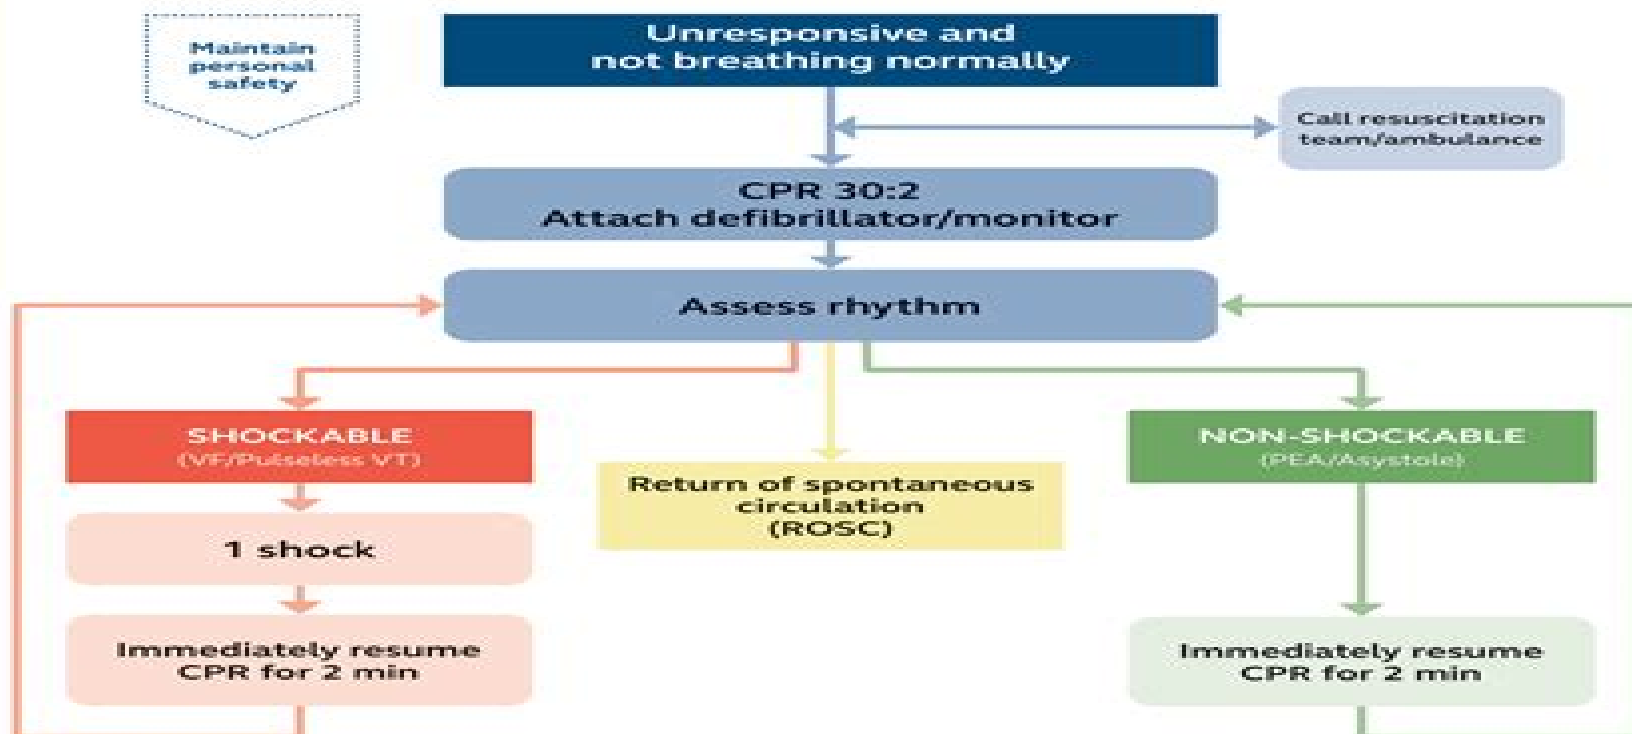 Maintain
personal
safety
Unresponsive and
not breathing normally
Call resuscitation
team/ambulance
CPR 30:2
Attach defibrillator/monitor
Assess rhythm
SHOCKABLE
(VF/Pulseless VT)
Return of spontaneous
circulation
(ROSC)
NON-SHOCKABLE
(PEA/Asystole)
1 shock
Immediately resume
CPR for 2 min
Immediately resume
CPR for 2 min